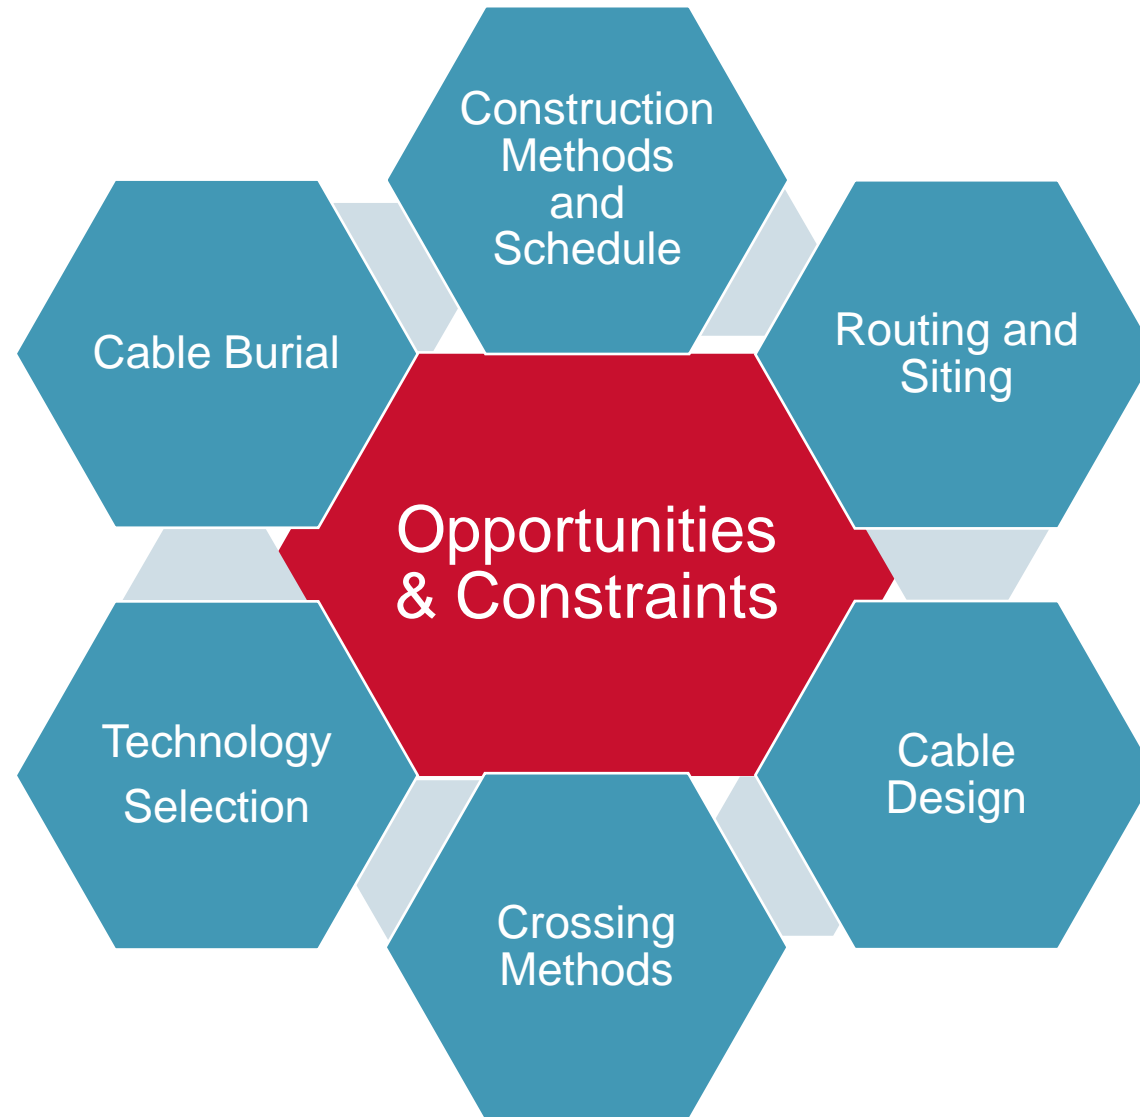 Construction
Methods
and
Schedule
Cable Burial
Routing and
Siting
Opportunities
& Constraints
Technology
Selection
Cable
Design
Crossing
Methods